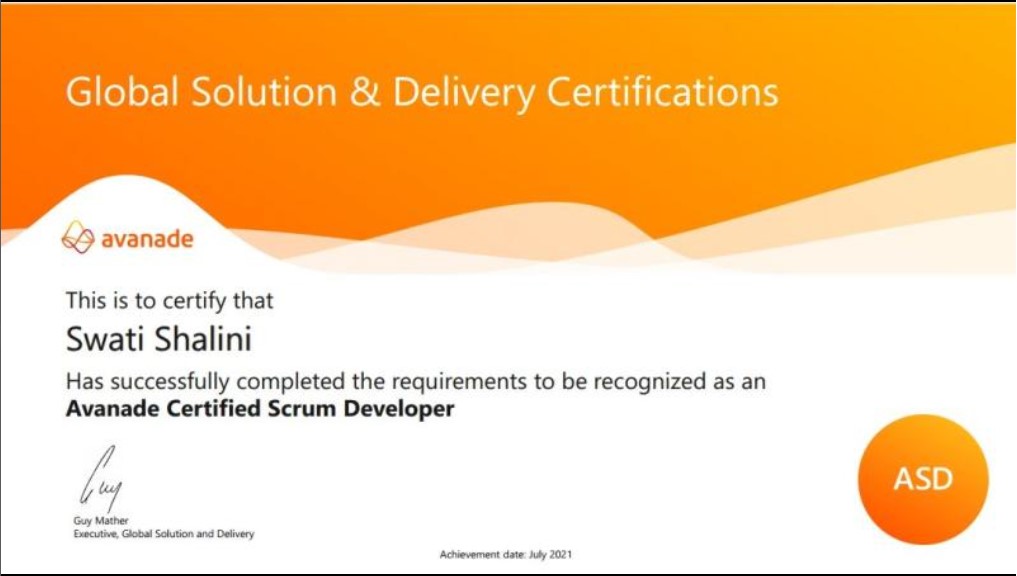 Global Solution & Delivery Certifications
avanade
This is to certify that
Swati Shalini
Has successfully completed the requirements to be recognized as an
Avanade Certified Scrum Developer
Guy
Guy Mather
Executive, Global Solution and Delivery
ASD
Achievement date: July 2021